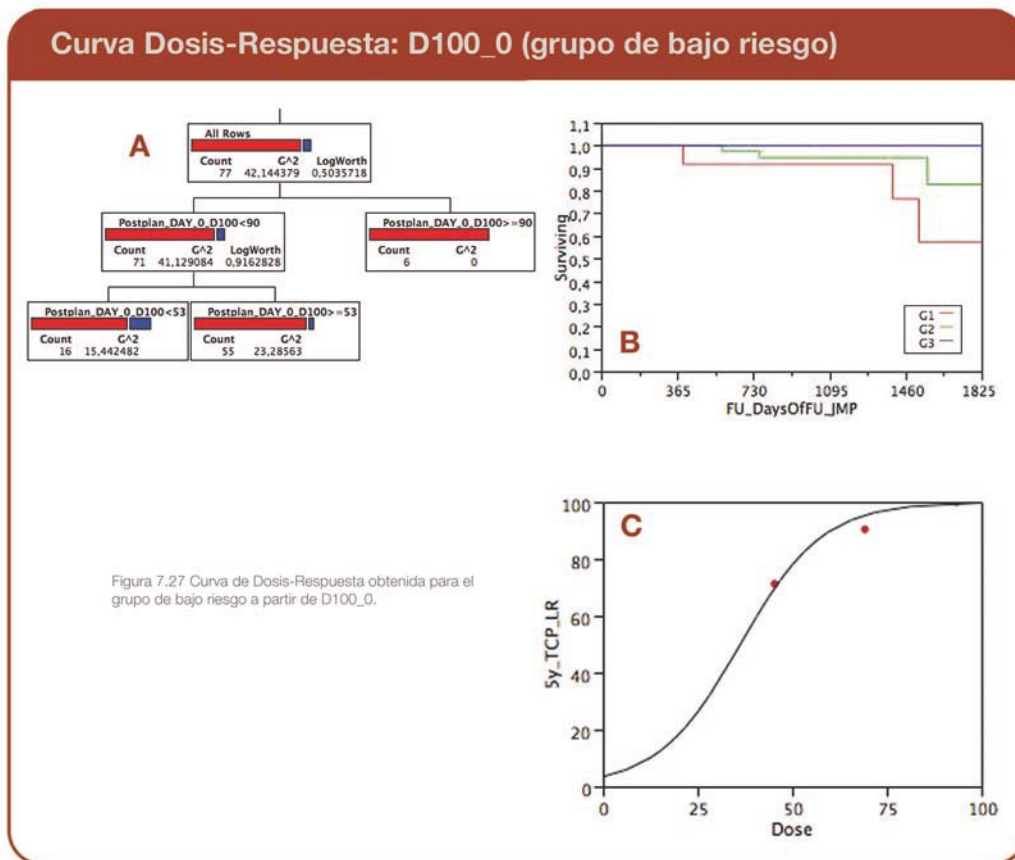 Curva Dosis-Respuesta: D100_0 (grupo de bajo riesgo)
A
All Rows
Count G^2 LogWorth
77 42,144379 0,5035718
Postplan_DAY_0_D100<90
Count G^2 LogWorth
71 41,129084 0,9162828
Postplan_DAY_0_D100>=90
Count G^2
6 0
Postplan_DAY_0_D100<53
Count G^2
16 15,442482
Postplan_DAY_0_D100>=53
Count G^2
55 23,28563
B
Surviving
1,1
1,0
0,9
0,8
0,7
0,6
0,5
0,4
0,3
0,2
0,1
0,0
G1
G2
G3
0 365 730 1095 1460 1825
FU_DaysOfFU_JMP
Figura 7.27 Curva de Dosis-Respuesta obtenida para el
grupo de bajo riesgo a partir de D100_0.
C
5y_TCP_LR
100
80
60
40
20
0
0 25 50 75 100
Dose